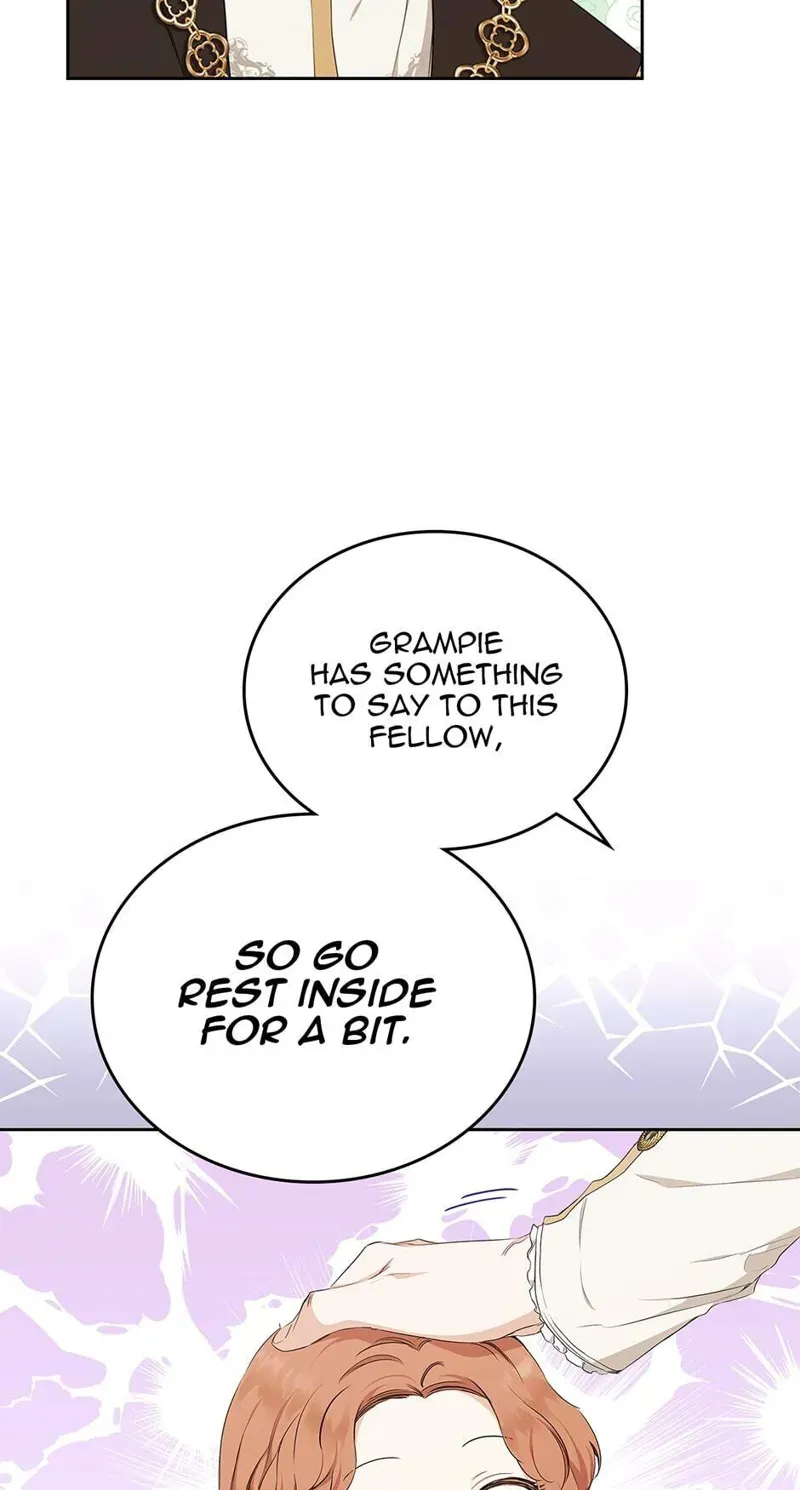 GRAMPIE
HAS SOMETHING
TO SAY TO THIS
FELLOW,
SO GO
REST INSIDE
FOR A BIT.